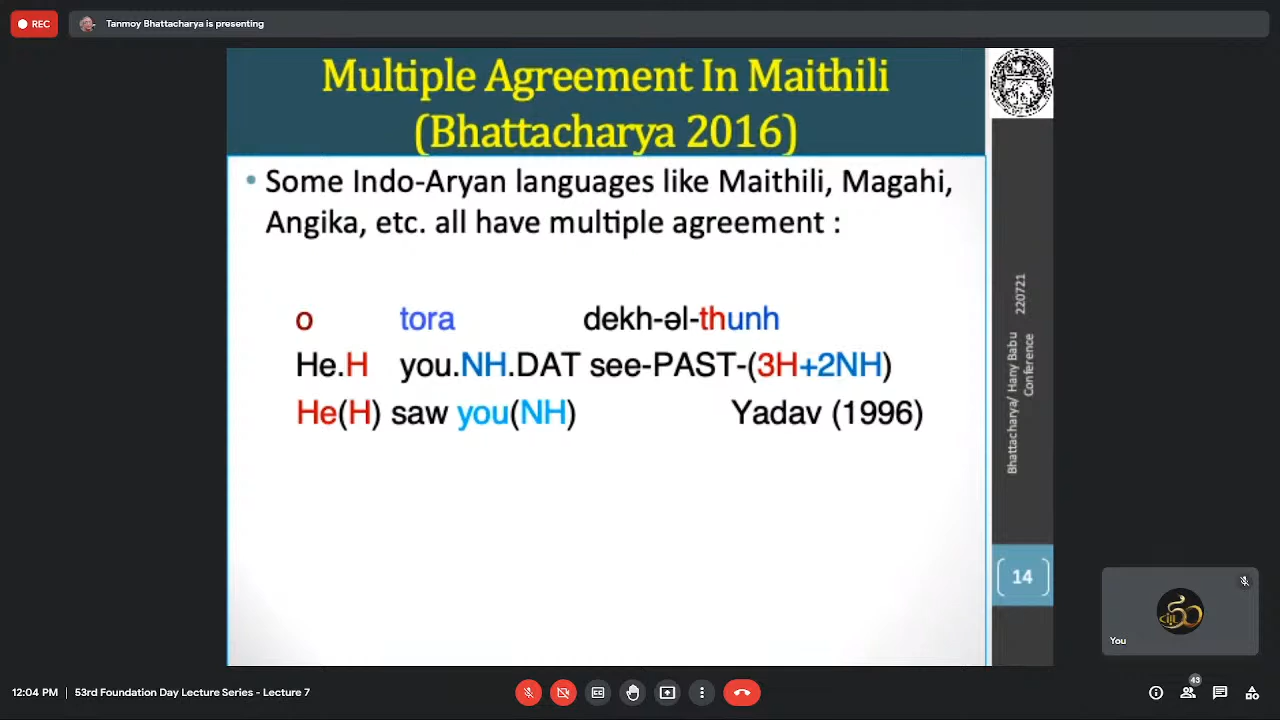 REC
Tanmoy Bhattacharya is presenting
Multiple Agreement In Maithili
(Bhattacharya 2016)
• Some Indo-Aryan languages like Maithili, Magahi,
Angika, etc. all have multiple agreement :
o tora dekh-əl-thunh
He.H you.NH.DAT see-PAST-(3H+2NH)
He(H) saw you(NH) Yadav (1996)
Bhattacharya/ Hany Babu 220721
Conference
14
You
12:04 PM | 53rd Foundation Day Lecture Series - Lecture 7
43